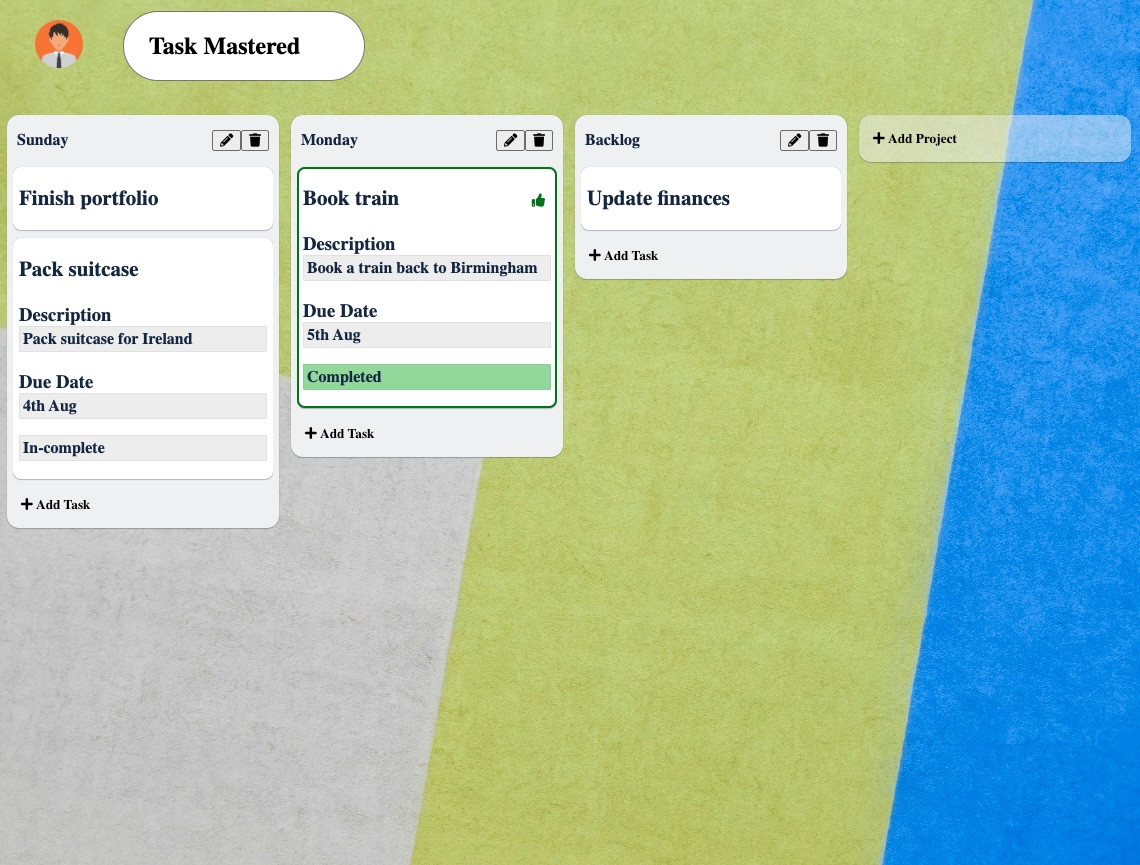 Task Mastered
Sunday
Finish portfolio
Pack suitcase
Description
Pack suitcase for Ireland
Due Date
4th Aug
In-complete
Add Task
Monday
Book train
Description
Book a train back to Birmingham
Due Date
5th Aug
Completed
Add Task
Backlog
Update finances
Add Task
Add Project